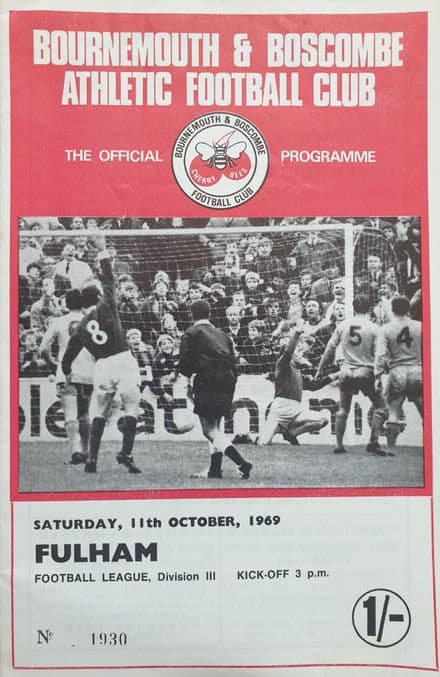 BOURNEMOUTH & BOSCOMBE
ATHLETIC FOOTBALL CLUB
THE OFFICIAL
BOURNEMOUTH & BOSCOMBE
CHERRY BEES
FOOTBALL CLUB
PROGRAMME
8
5
4
SATURDAY, 11th OCTOBER, 1969
FULHAM
FOOTBALL LEAGUE, Division III KICK-OFF 3 p.m.
1/-
No 1930